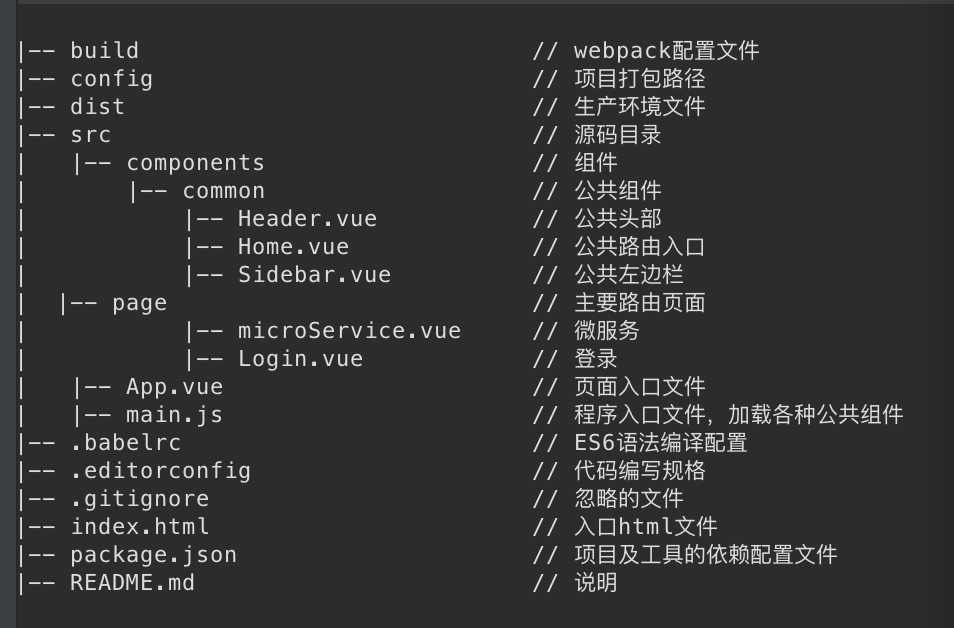 |-- build                            // webpack配置文件
|-- config                           // 项目打包路径
|-- dist                             // 生产环境文件
|-- src                              // 源码目录
|   |-- components                   // 组件
|       |-- common                   // 公共组件
|           |-- Header.vue           // 公共头部
|           |-- Home.vue             // 公共路由入口
|           |-- Sidebar.vue          // 公共左边栏
|  |-- page                          // 主要路由页面
|           |-- microService.vue     // 微服务
|           |-- Login.vue            // 登录
|   |-- App.vue                      // 页面入口文件
|   |-- main.js                      // 程序入口文件，加载各种公共组件
|-- .babelrc                         // ES6语法编译配置
|-- .editorconfig                    // 代码编写规格
|-- .gitignore                       // 忽略的文件
|-- index.html                       // 入口html文件
|-- package.json                     // 项目及工具的依赖配置文件
|-- README.md                        // 说明